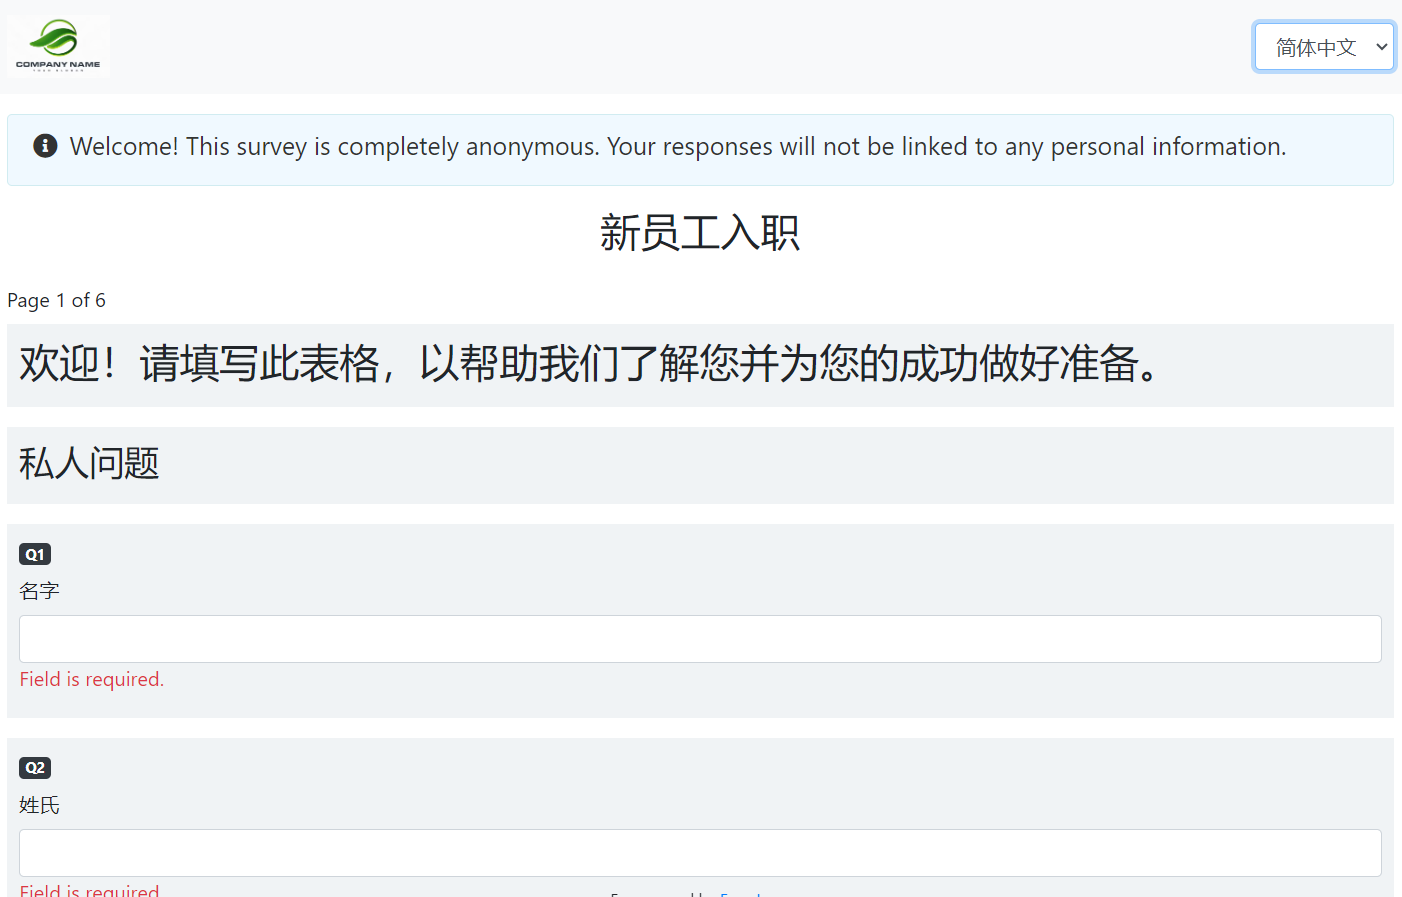 COMPANY NAME
简体中文
Welcome! This survey is completely anonymous. Your responses will not be linked to any personal information.
新员工入职
Page 1 of 6
欢迎！请填写此表格，以帮助我们了解您并为您的成功做好准备。
私人问题
Q1
名字
Field is required.
Q2
姓氏
Field is required.